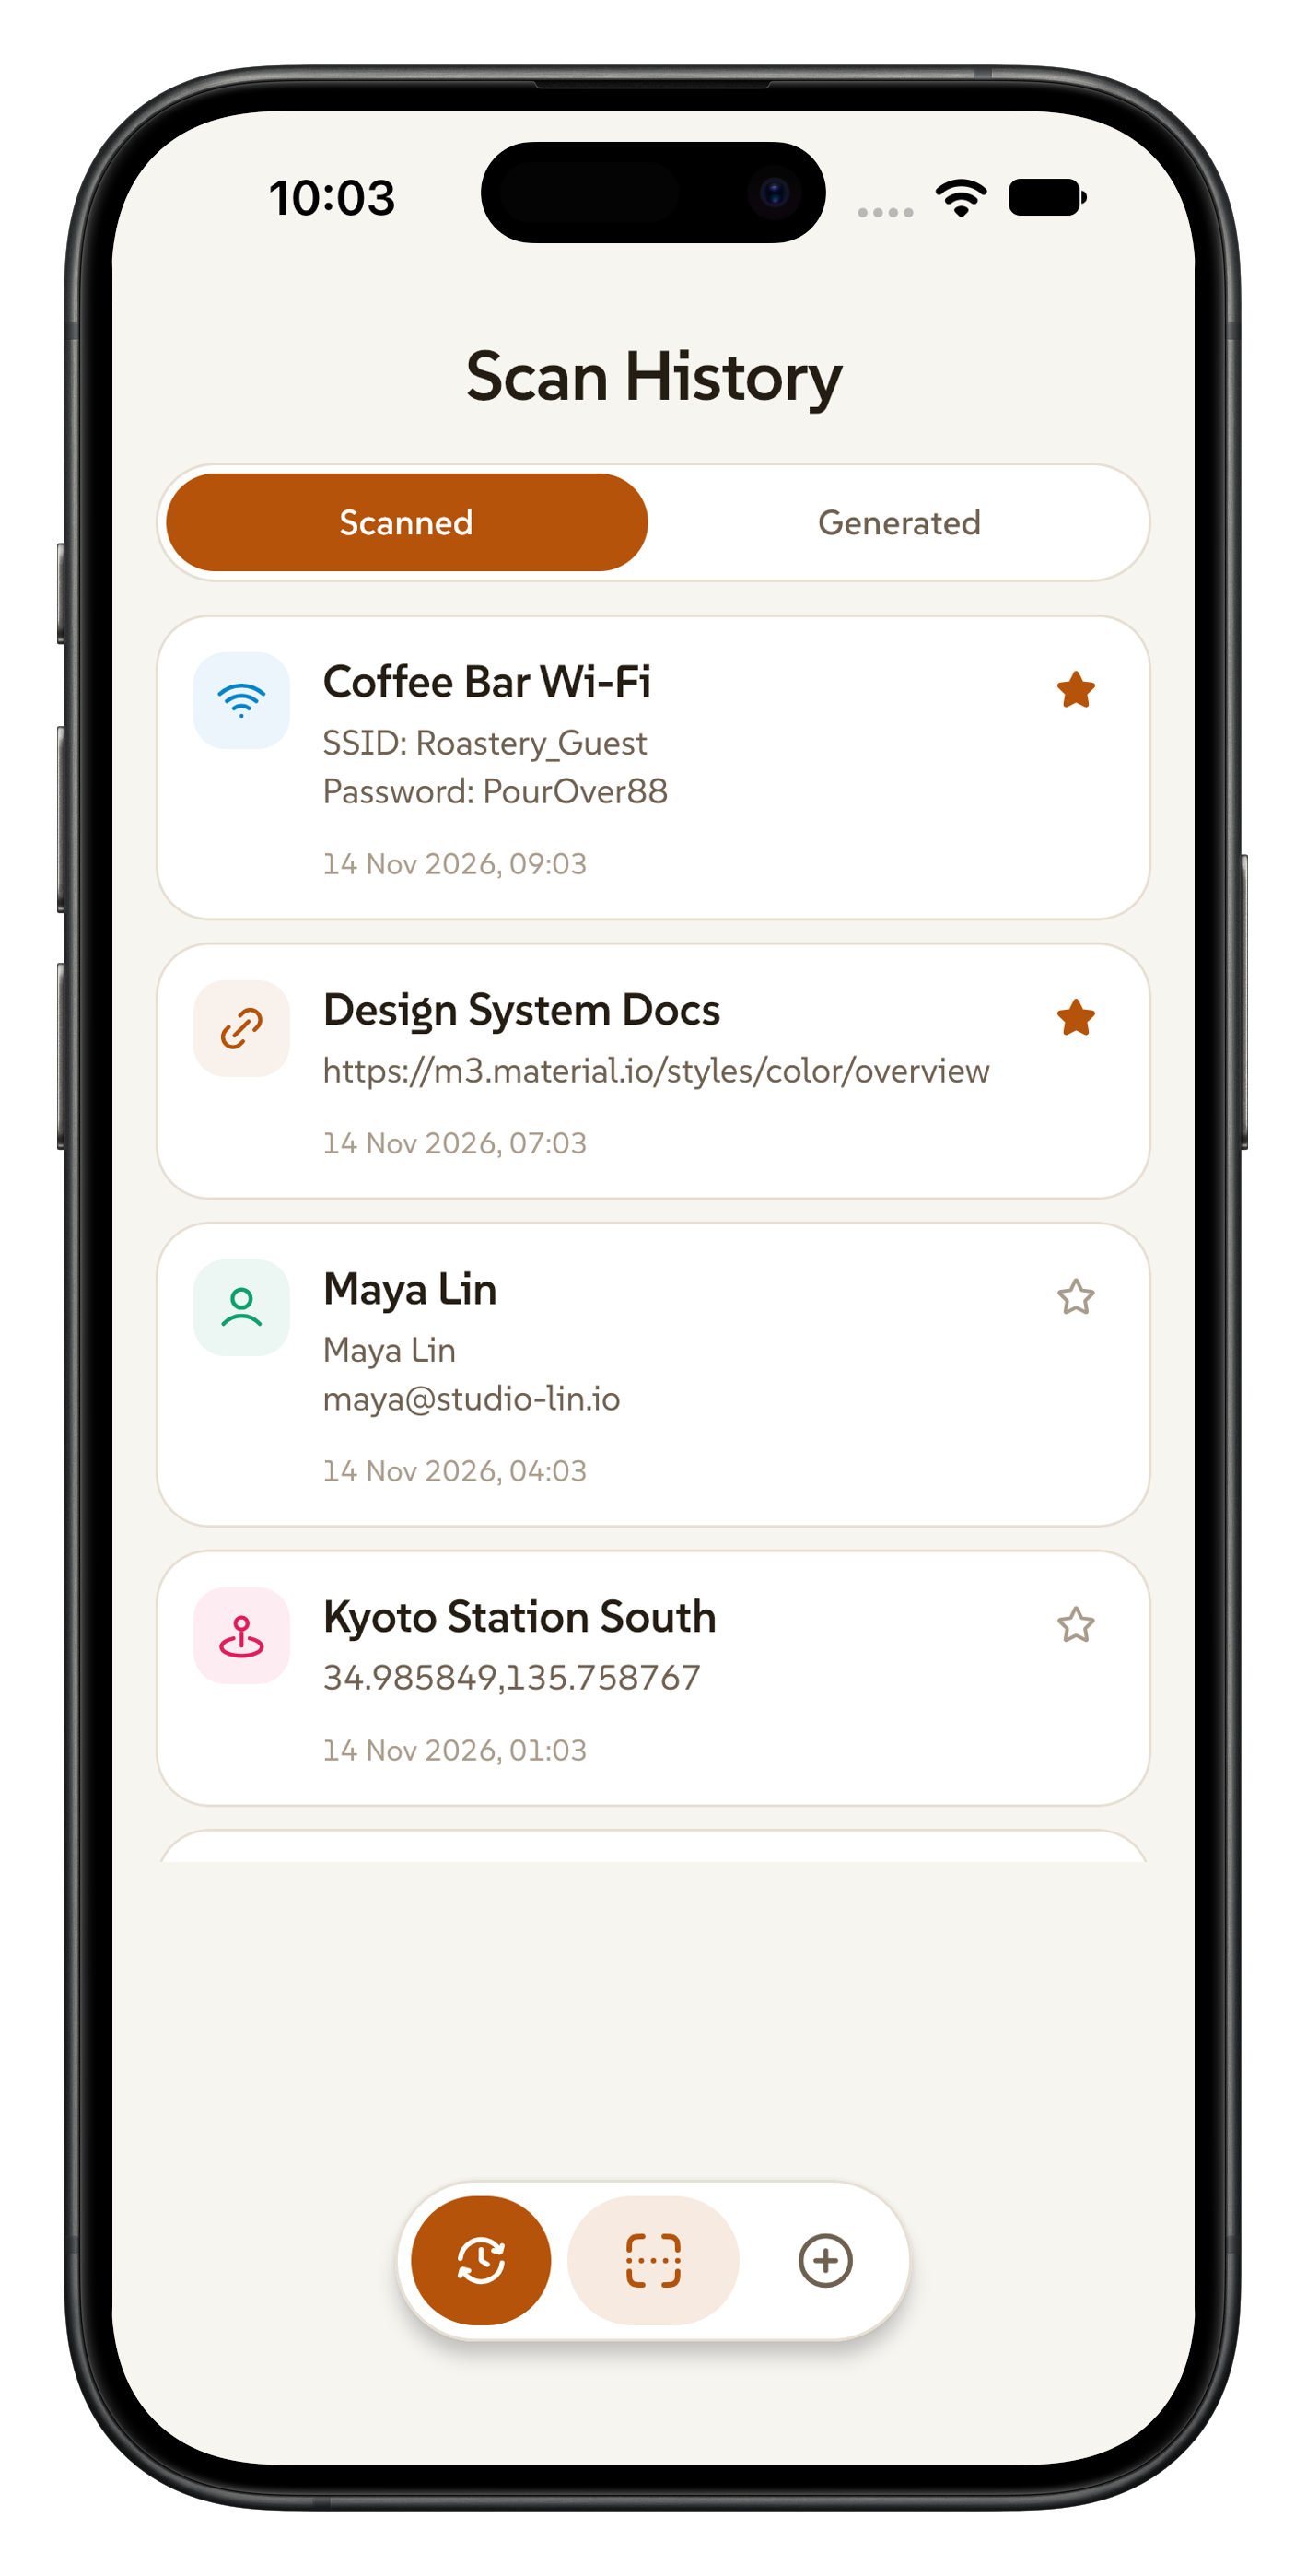 10:03
Scan History
Scanned
Generated
Coffee Bar Wi-Fi
SSID: Roastery_Guest
Password: PourOver88
14 Nov 2026, 09:03
Design System Docs
https://m3.material.io/styles/color/overview
14 Nov 2026, 07:03
Maya Lin
Maya Lin
maya@studio-lin.io
14 Nov 2026, 04:03
Kyoto Station South
34.985849,135.758767
14 Nov 2026, 01:03